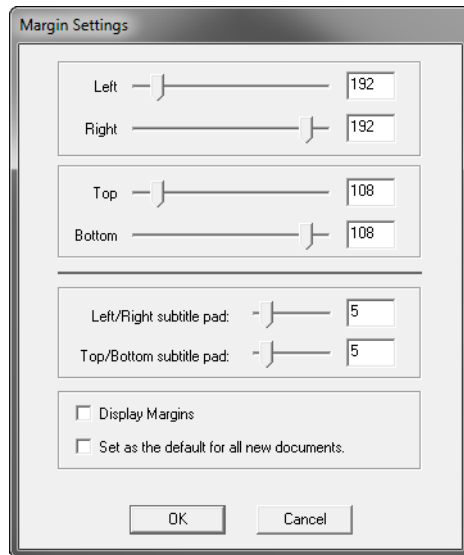 Margin Settings
Left 192
Right 192
Top 108
Bottom 108
Left/Right subtitle pad: 5
Top/Bottom subtitle pad: 5
Display Margins
Set as the default for all new documents.
OK Cancel